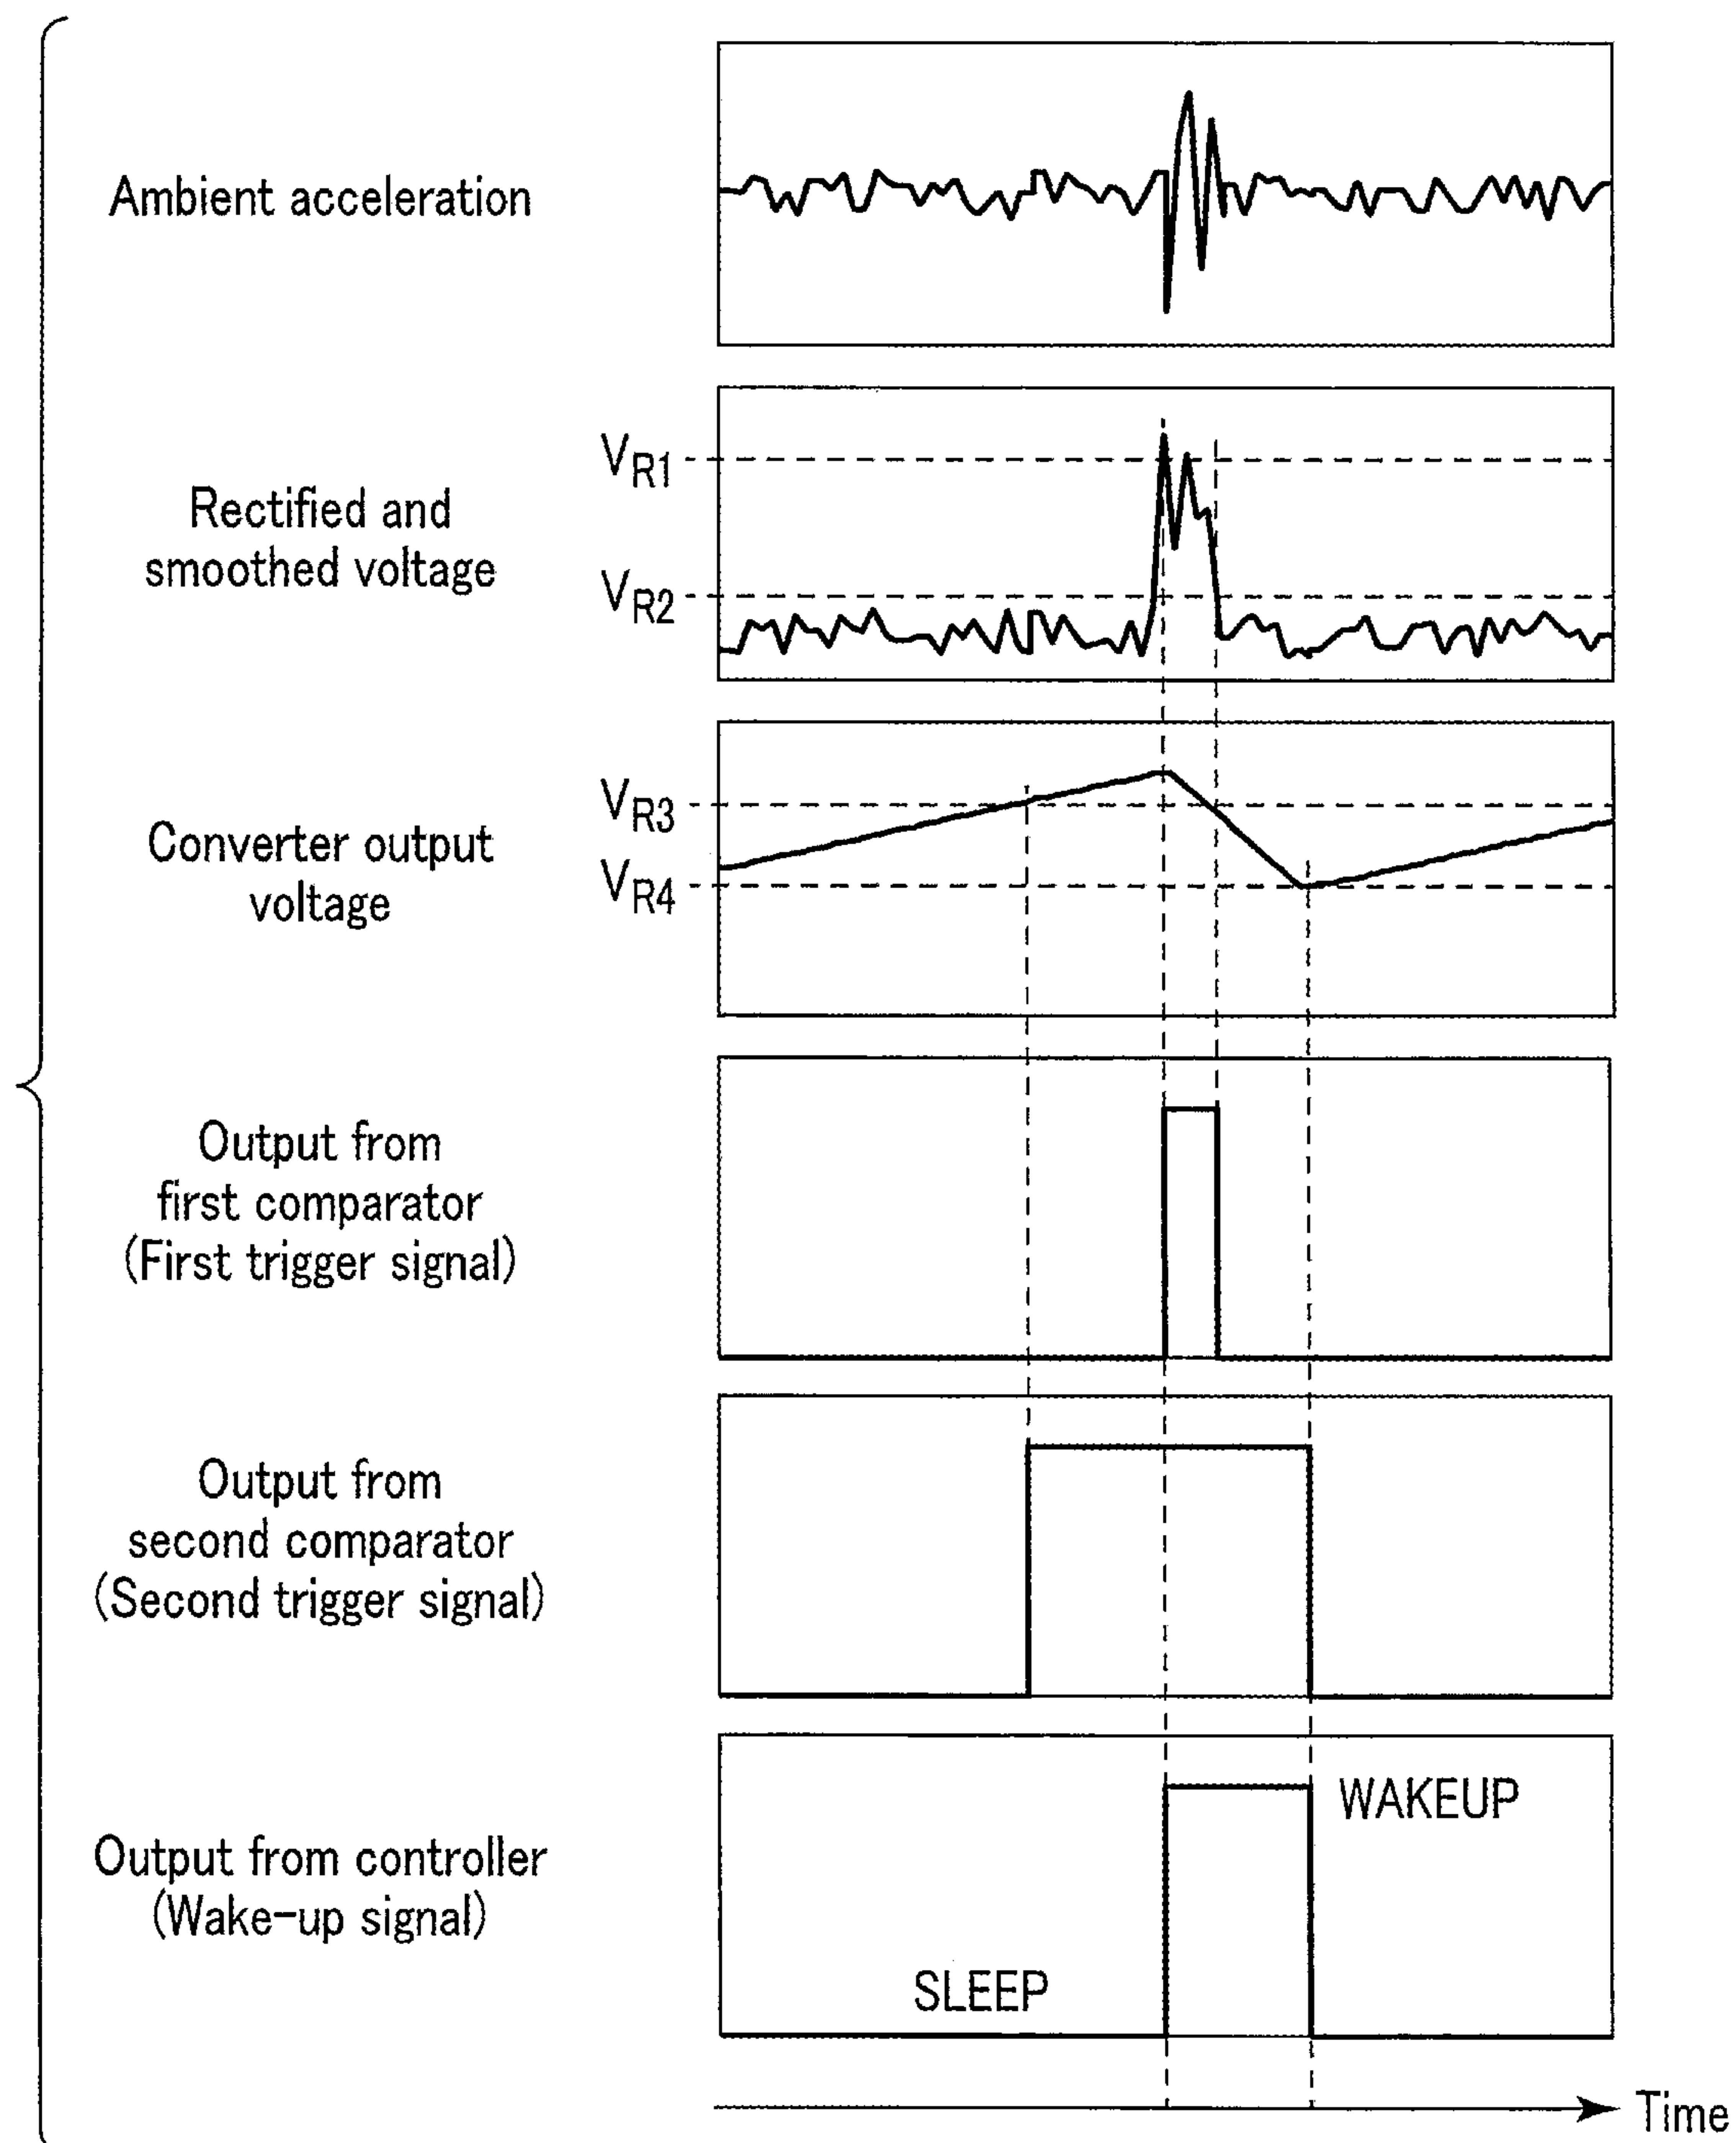 Ambient acceleration
Rectified and
smoothed voltage
VR1
VR2
Converter output
voltage
VR3
VR4
Output from
first comparator
(First trigger signal)
Output from
second comparator
(Second trigger signal)
Output from controller
(Wake-up signal)
WAKEUP
SLEEP
Time